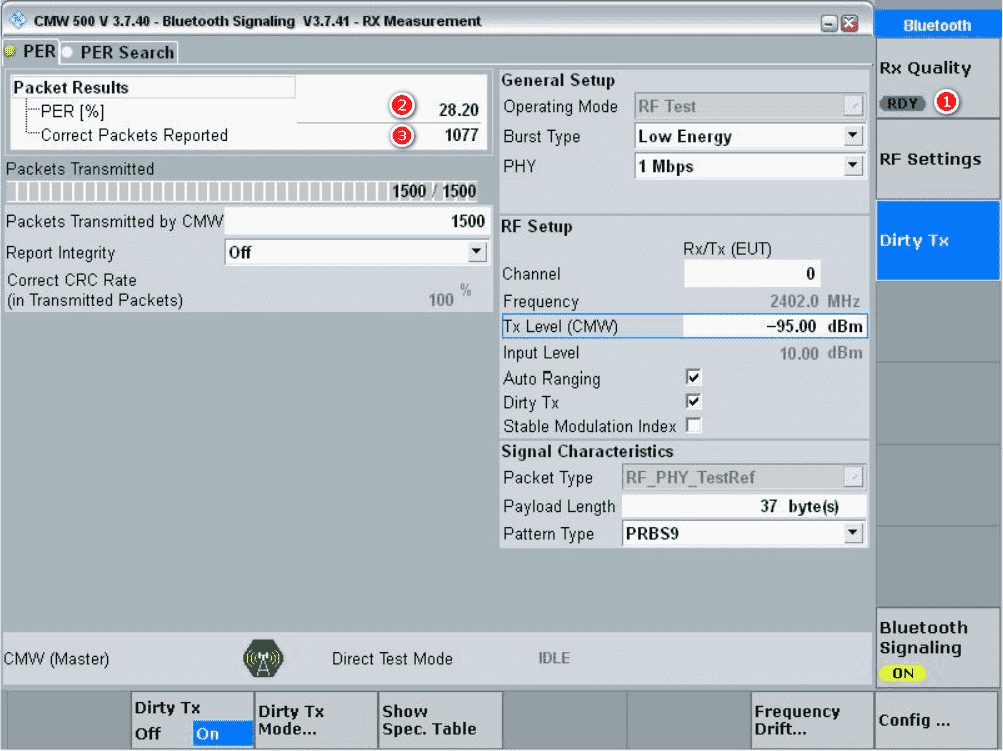 CMW 500 V 3.7.40 - Bluetooth Signaling V3.7.41 - RX Measurement
Bluetooth
PER
PER Search
Packet Results
PER [%] 2 28.20
Correct Packets Reported 3 1077
Packets Transmitted
1500 / 1500
Packets Transmitted by CMW 1500
Report Integrity Off
Correct CRC Rate
(in Transmitted Packets) 100 %
General Setup
Operating Mode RF Test
Burst Type Low Energy
PHY 1 Mbps
RF Setup
Rx/Tx (EUT)
Channel 0
Frequency 2402.0 MHz
Tx Level (CMW) −95.00 dBm
Input Level 10.00 dBm
Auto Ranging
Dirty Tx
Stable Modulation Index
Signal Characteristics
Packet Type RF_PHY_TestRef
Payload Length 37 byte(s)
Pattern Type PRBS9
Rx Quality
RDY 1
RF Settings
Dirty Tx
Bluetooth
Signaling
ON
CMW (Master) Direct Test Mode IDLE
Dirty Tx
Off On
Dirty Tx
Mode...
Show
Spec. Table
Frequency
Drift...
Config ...